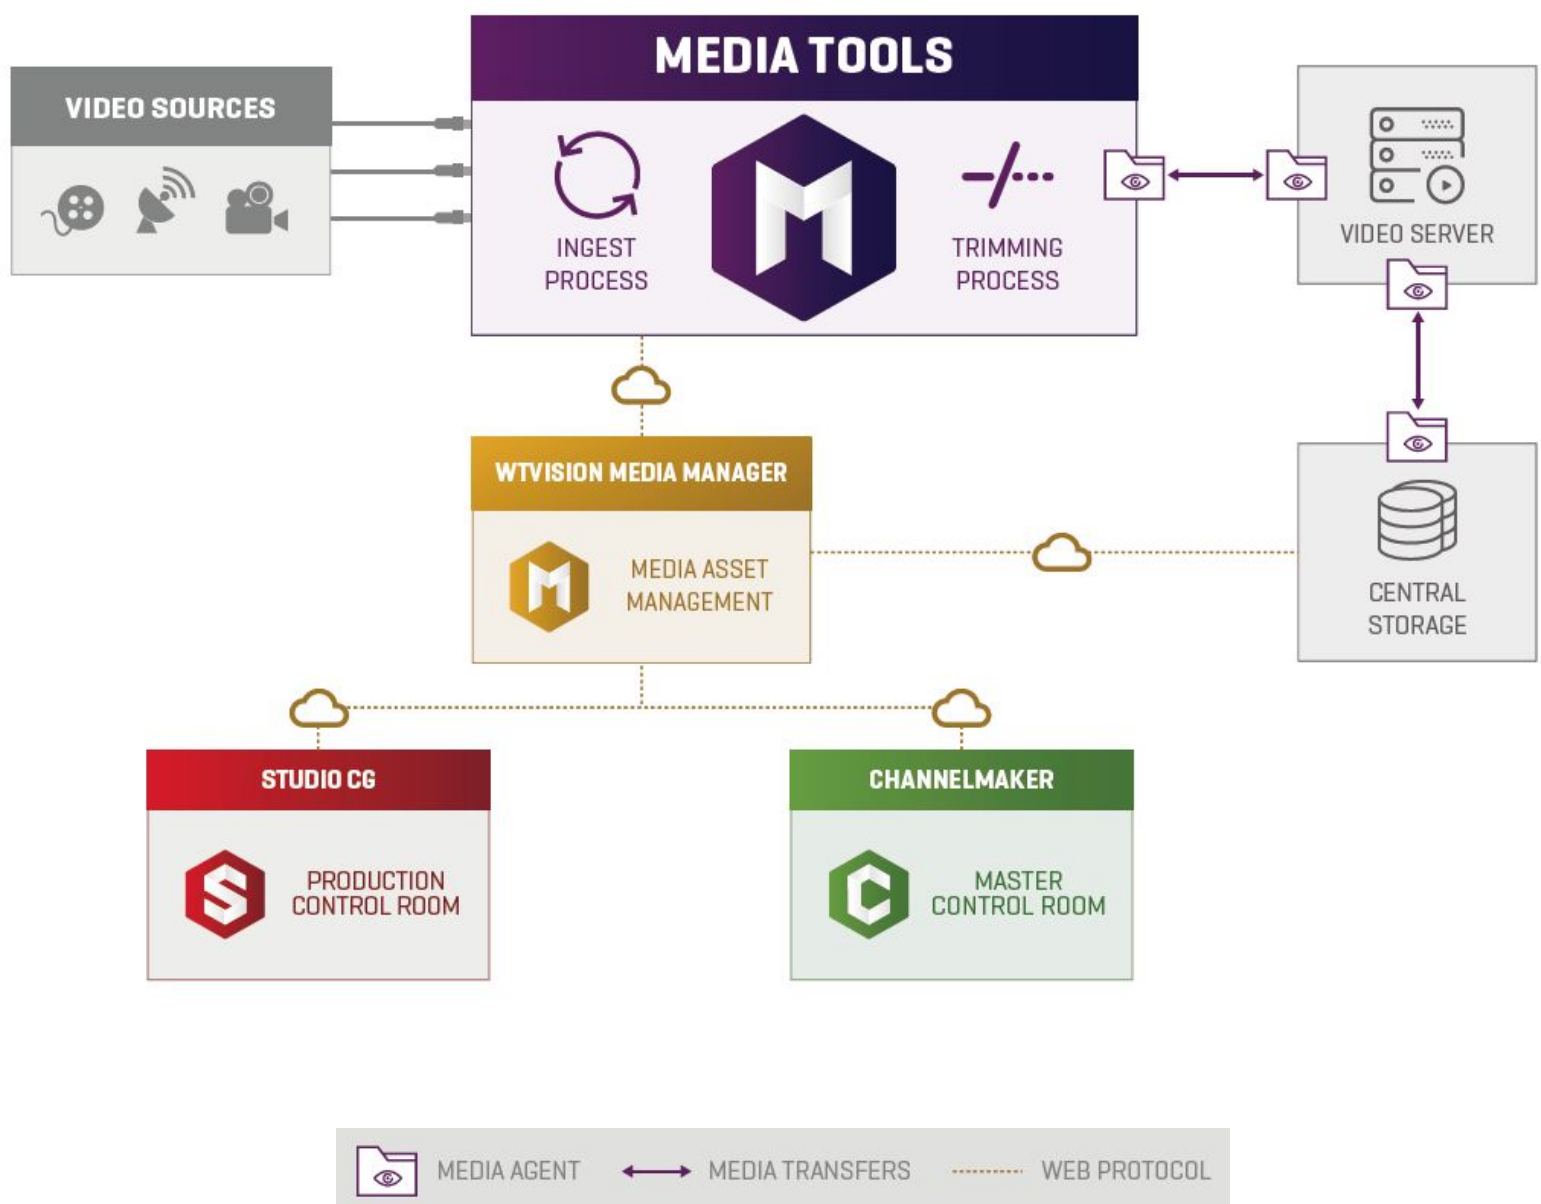 MEDIA TOOLS
VIDEO SOURCES
INGEST
PROCESS
M
TRIMMING
PROCESS
VIDEO SERVER
WTVISION MEDIA MANAGER
M
MEDIA ASSET
MANAGEMENT
CENTRAL
STORAGE
STUDIO CG
S
PRODUCTION
CONTROL ROOM
CHANNELMAKER
C
MASTER
CONTROL ROOM
MEDIA AGENT
MEDIA TRANSFERS
WEB PROTOCOL